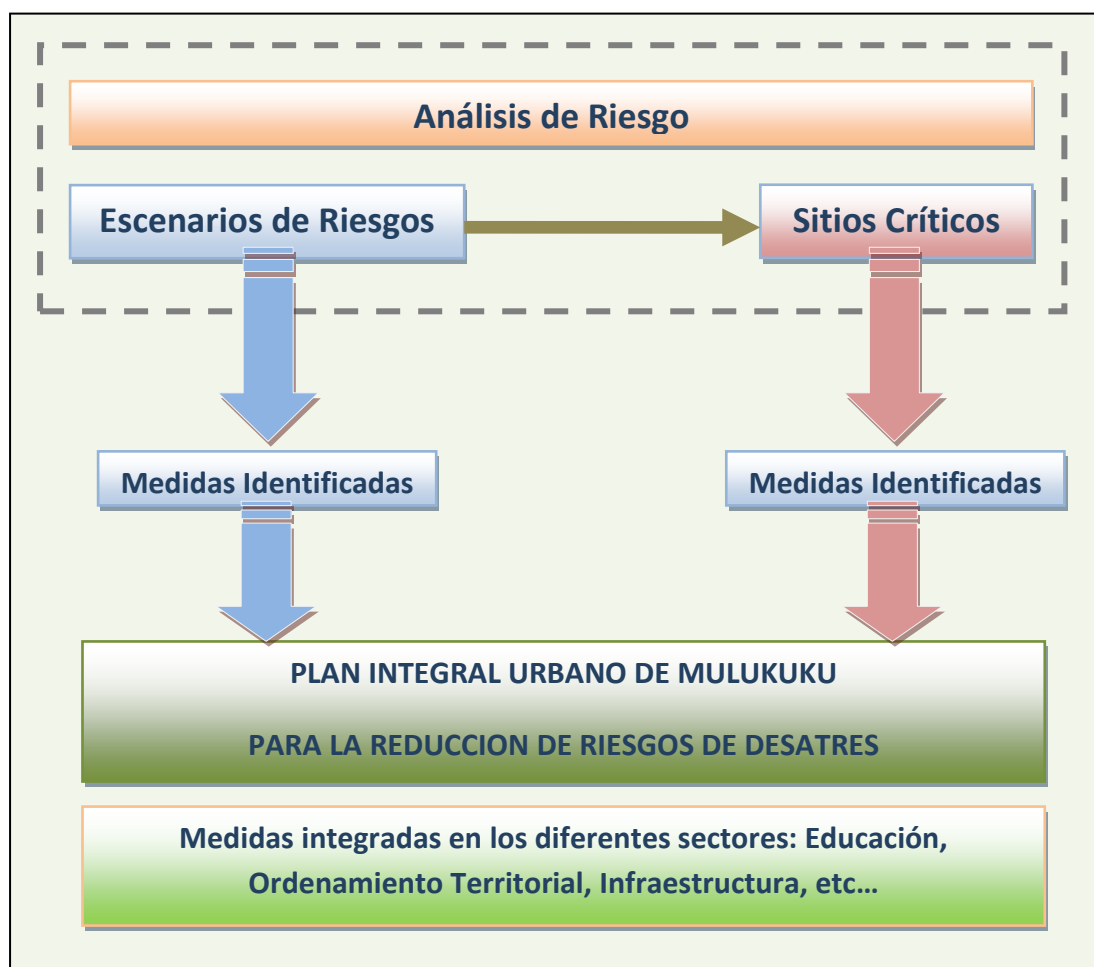 Análisis de Riesgo
Escenarios de Riesgos
Sitios Críticos
Medidas Identificadas
Medidas Identificadas
PLAN INTEGRAL URBANO DE MULUKUKU
PARA LA REDUCCION DE RIESGOS DE DESATRES
Medidas integradas en los diferentes sectores: Educación,
Ordenamiento Territorial, Infraestructura, etc…